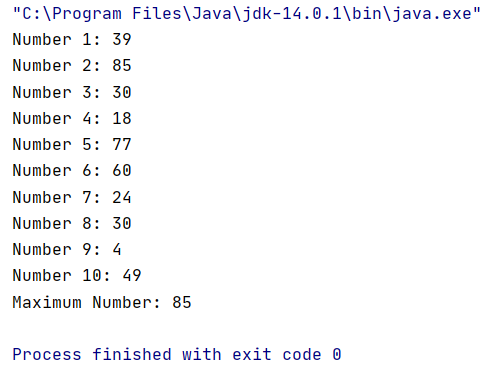 "C:\Program Files\Java\jdk-14.0.1\bin\java.exe"
Number 1: 39
Number 2: 85
Number 3: 30
Number 4: 18
Number 5: 77
Number 6: 60
Number 7: 24
Number 8: 30
Number 9: 4
Number 10: 49
Maximum Number: 85
Process finished with exit code 0